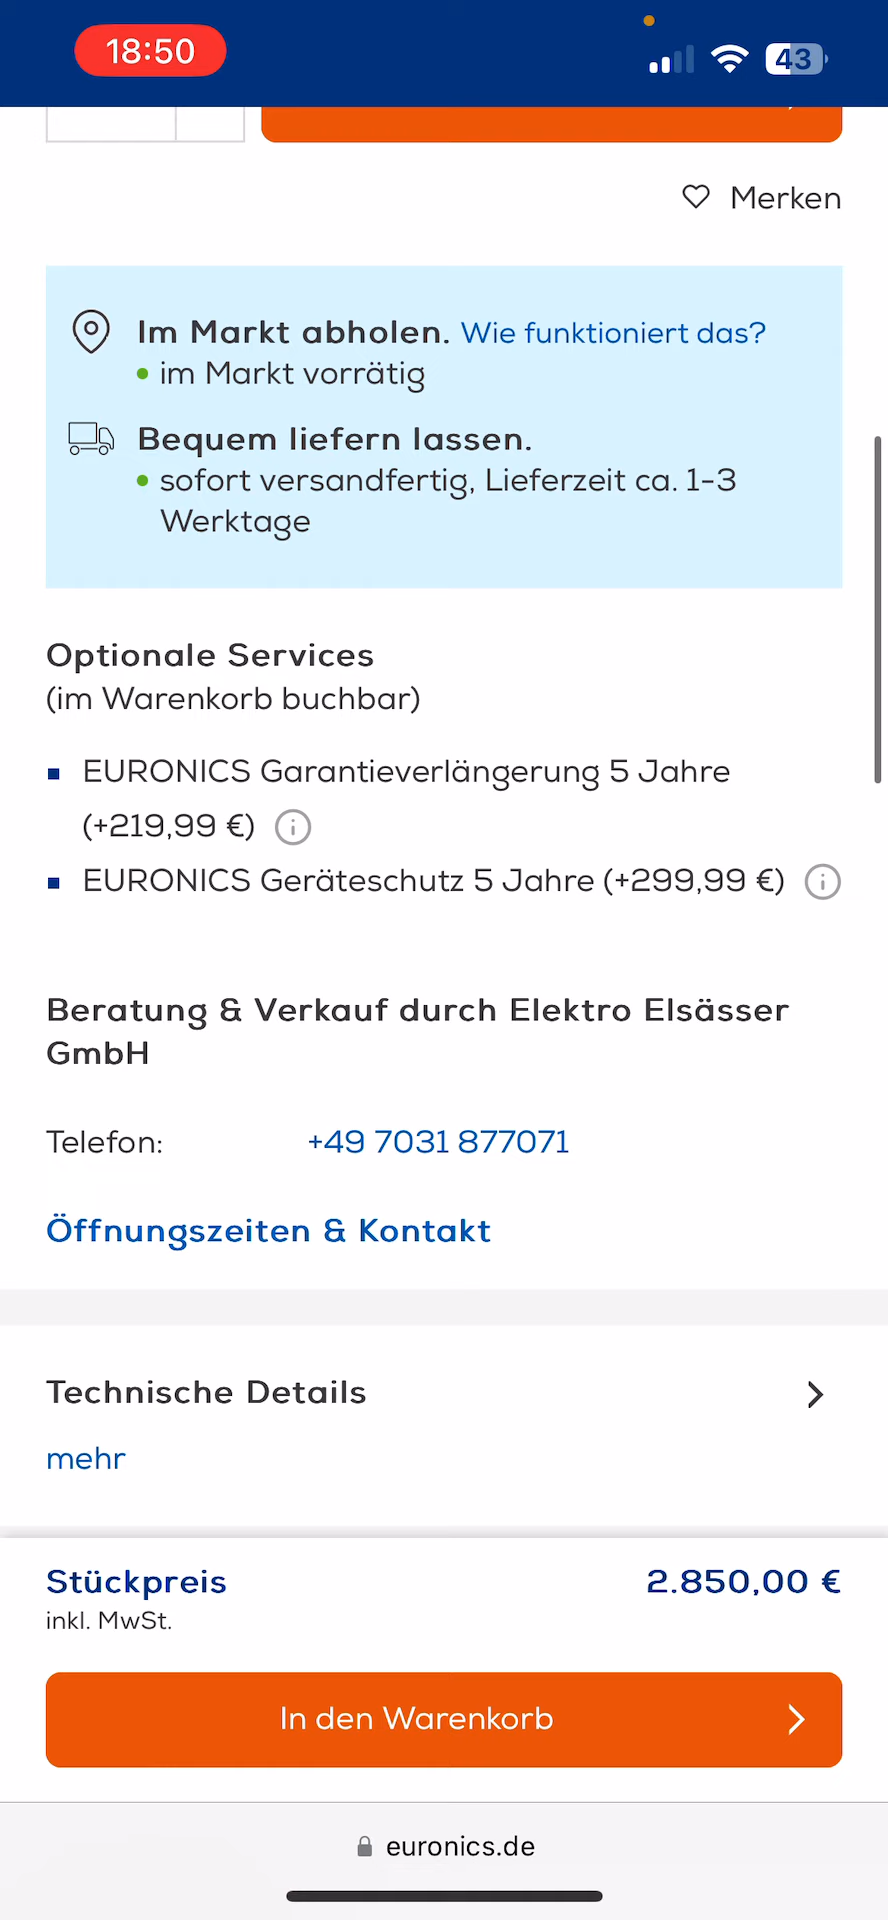 18:50
43
Merken
Im Markt abholen. Wie funktioniert das?
im Markt vorrätig
Bequem liefern lassen.
sofort versandfertig, Lieferzeit ca. 1-3
Werktage
Optionale Services
(im Warenkorb buchbar)
EURONICS Garantieverlängerung 5 Jahre
(+219,99 €)
EURONICS Geräteschutz 5 Jahre (+299,99 €)
Beratung & Verkauf durch Elektro Elsässer
GmbH
Telefon: +49 7031 877071
Öffnungszeiten & Kontakt
Technische Details
mehr
Stückpreis 2.850,00 €
inkl. MwSt.
In den Warenkorb
euronics.de